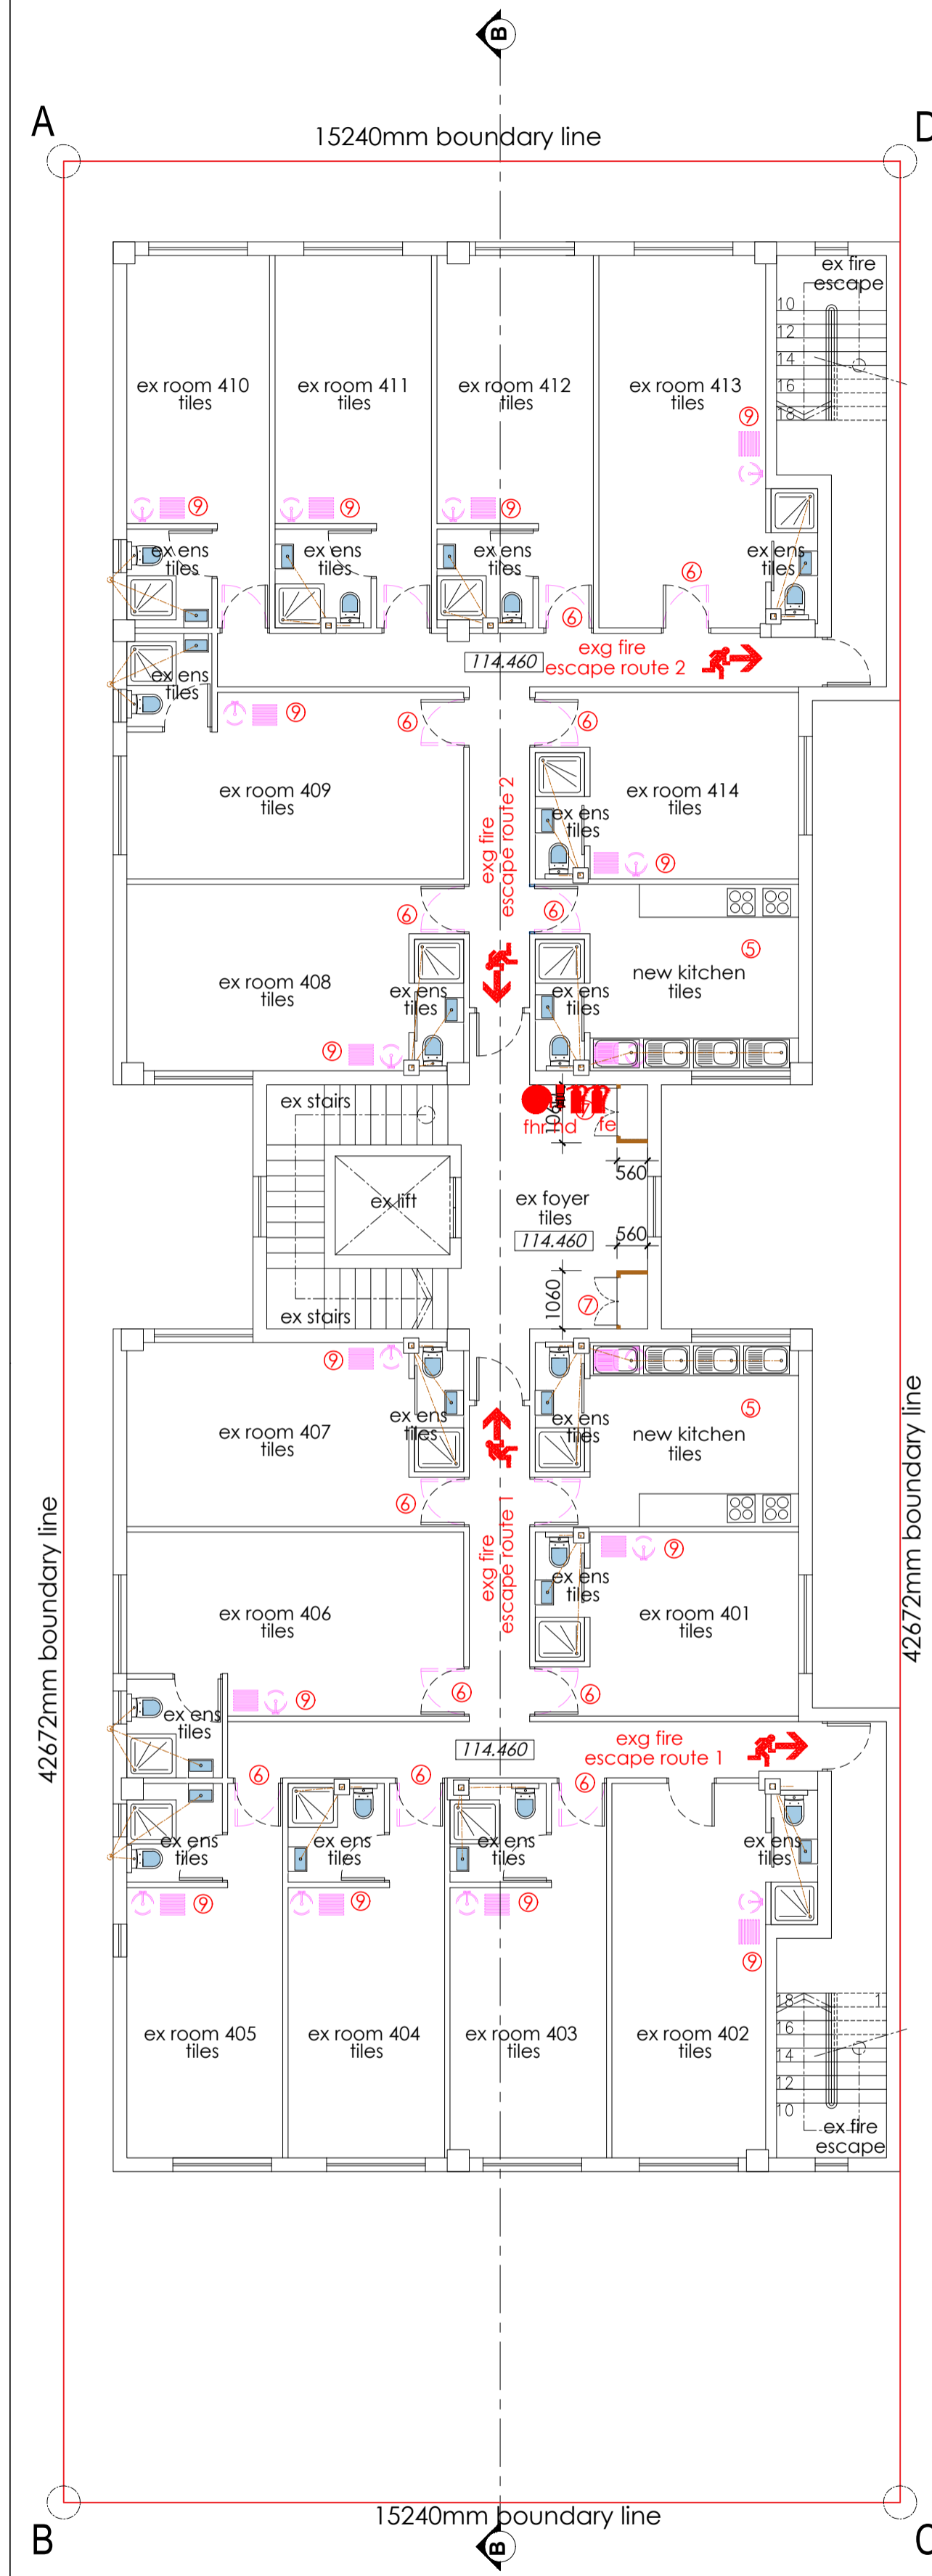 B
A
D
15240mm boundary line
ex fire
escape
10
12
14
16
18
ex room 410
tiles
ex room 411
tiles
ex room 412
tiles
ex room 413
tiles
9
9
9
9
ex ens
tiles
ex ens
tiles
ex ens
tiles
ex ens
tiles
6
6
114.460
exg fire
escape route 2
ex ens
tiles
9
6
6
ex room 409
tiles
exg fire
escape route 2
ex room 414
tiles
ex ens
tiles
9
6
6
5
ex room 408
tiles
ex ens
tiles
ex ens
tiles
new kitchen
tiles
9
ex stairs
1060
7
fhr hd
fe
560
ex lift
ex foyer
tiles
114.460
560
1060
7
ex stairs
9
ex room 407
tiles
ex ens
tiles
ex ens
tiles
new kitchen
tiles
5
6
exg fire
escape route 1
9
ex room 406
tiles
ex ens
tiles
ex room 401
tiles
9
6
6
42672mm boundary line
42672mm boundary line
ex ens
tiles
114.460
exg fire
escape route 1
6
6
6
ex ens
tiles
ex ens
tiles
ex ens
tiles
ex ens
tiles
9
9
9
9
18
1
16
14
12
10
ex room 405
tiles
ex room 404
tiles
ex room 403
tiles
ex room 402
tiles
ex fire
escape
15240mm boundary line
B
C
B